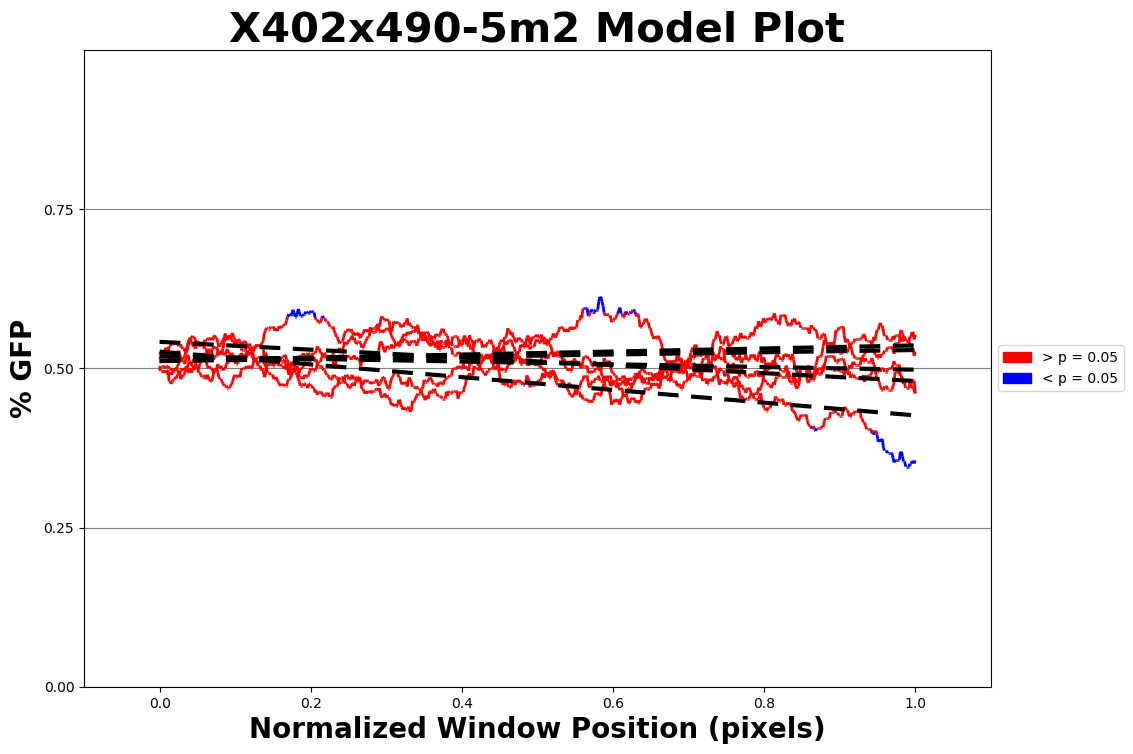 X402x490-5m2 Model Plot
% GFP
0.75
0.50
0.25
0.00
0.0 0.2 0.4 0.6 0.8 1.0
Normalized Window Position (pixels)
> p = 0.05
< p = 0.05